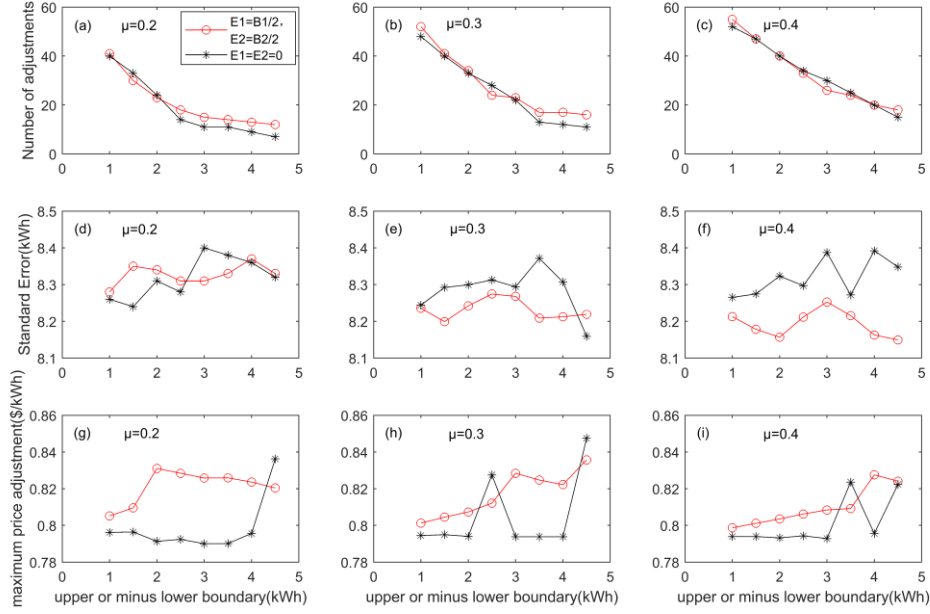 (a) μ=0.2
E1=B1/2,
E2=B2/2
E1=E2=0
(b) μ=0.3
(c) μ=0.4
Number of adjustments
60
40
20
0
0 1 2 3 4 5
60
40
20
0
0 1 2 3 4 5
60
40
20
0
0 1 2 3 4 5
(d) μ=0.2
(e) μ=0.3
(f) μ=0.4
Standard Error(kWh)
8.5
8.4
8.3
8.2
8.1
0 1 2 3 4 5
8.5
8.4
8.3
8.2
8.1
0 1 2 3 4 5
8.5
8.4
8.3
8.2
8.1
0 1 2 3 4 5
(g) μ=0.2
(h) μ=0.3
(i) μ=0.4
maximum price adjustment($/kWh)
0.86
0.84
0.82
0.8
0.78
0 1 2 3 4 5
0.86
0.84
0.82
0.8
0.78
0 1 2 3 4 5
0.86
0.84
0.82
0.8
0.78
0 1 2 3 4 5
upper or minus lower boundary(kWh)
upper or minus lower boundary(kWh)
upper or minus lower boundary(kWh)